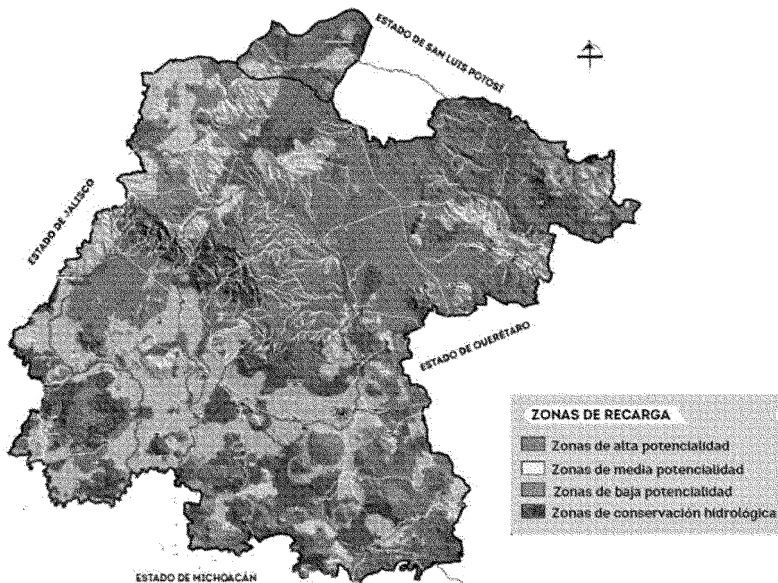 ESTADO DE SAN LUIS POTOSÍ
ESTADO DE JALISCO
ESTADO DE QUERÉTARO
ZONAS DE RECARGA
Zonas de alta potencialidad
Zonas de media potencialidad
Zonas de baja potencialidad
Zonas de conservación hidrológica
ESTADO DE MICHOACÁN